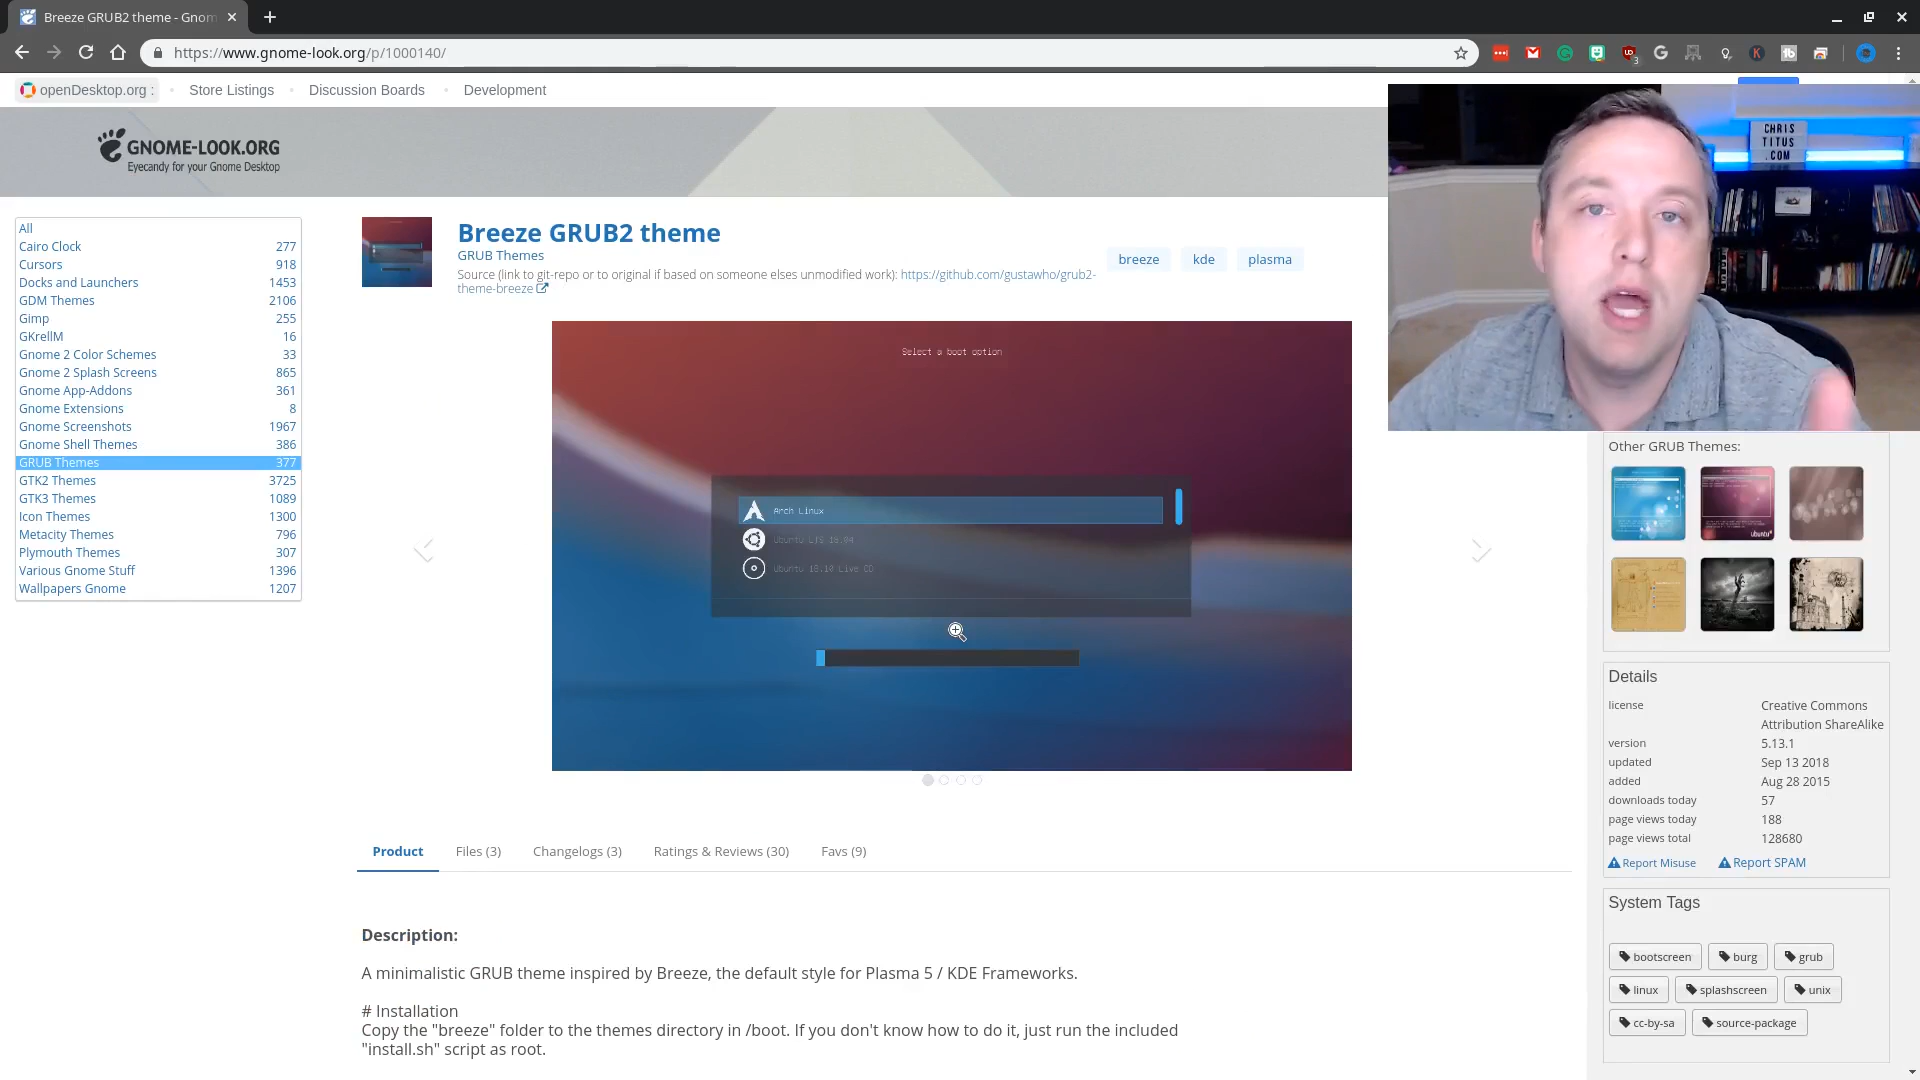 Breeze GRUB2 theme - Gnom
https://www.gnome-look.org/p/1000140/
3
openDesktop.org :
Store Listings
Discussion Boards
Development
GNOME-LOOK.ORG
Eyecandy for your Gnome Desktop
CHRIS
TITUS
.COM
All
Cairo Clock 277
Cursors 918
Docks and Launchers 1453
GDM Themes 2106
Gimp 255
GKrellM 16
Gnome 2 Color Schemes 33
Gnome 2 Splash Screens 865
Gnome App-Addons 361
Gnome Extensions 8
Gnome Screenshots 1967
Gnome Shell Themes 386
GRUB Themes 377
GTK2 Themes 3725
GTK3 Themes 1089
Icon Themes 1300
Metacity Themes 796
Plymouth Themes 307
Various Gnome Stuff 1396
Wallpapers Gnome 1207
Breeze GRUB2 theme
GRUB Themes
Source (link to git-repo or to original if based on someone elses unmodified work): https://github.com/gustawho/grub2-
theme-breeze
breeze
kde
plasma
Select a boot option
Arch Linux
Ubuntu LTS 18.04
Ubuntu 18.10 Live CD
Product
Files (3)
Changelogs (3)
Ratings & Reviews (30)
Favs (9)
Description:
A minimalistic GRUB theme inspired by Breeze, the default style for Plasma 5 / KDE Frameworks.
# Installation
Copy the "breeze" folder to the themes directory in /boot. If you don't know how to do it, just run the included
"install.sh" script as root.
Other GRUB Themes:
ubuntu
Details
license Creative Commons
Attribution ShareAlike
version 5.13.1
updated Sep 13 2018
added Aug 28 2015
downloads today 57
page views today 188
page views total 128680
Report Misuse
Report SPAM
System Tags
bootscreen
burg
grub
linux
splashscreen
unix
cc-by-sa
source-package